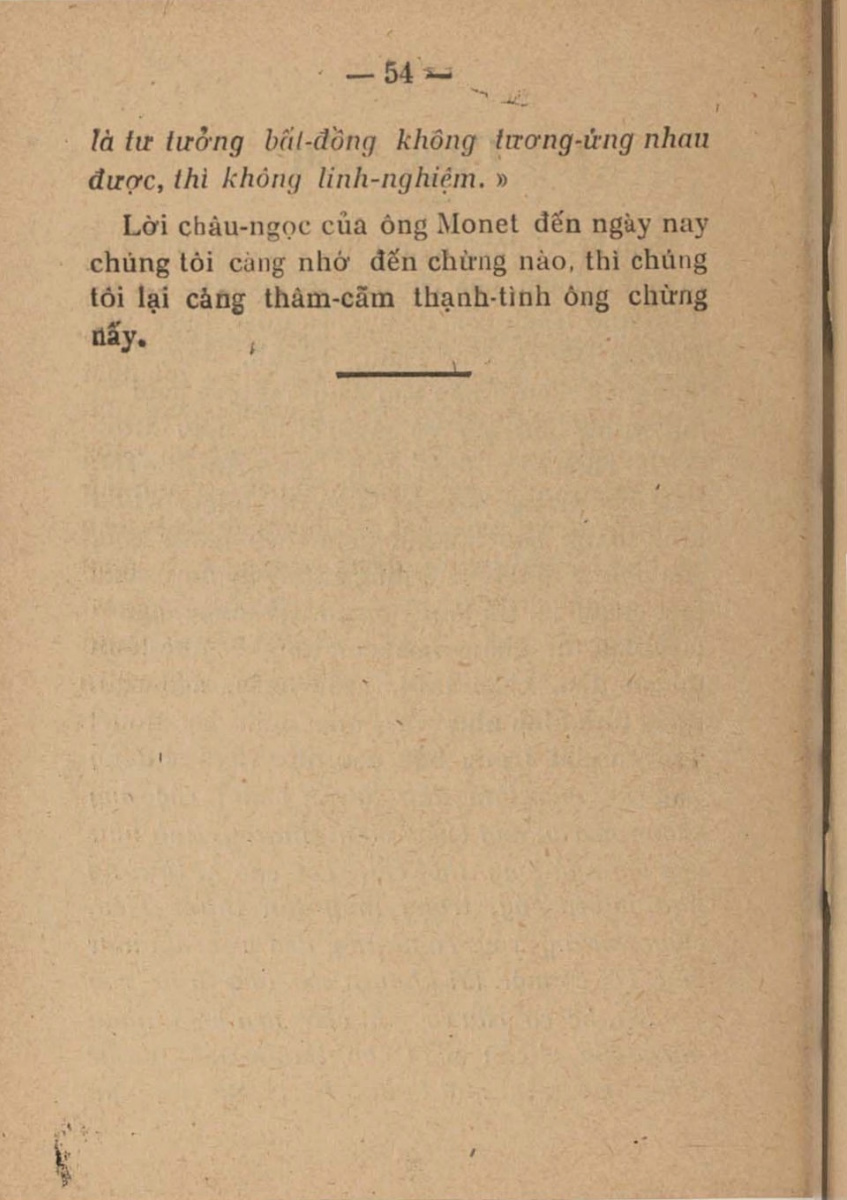 — 54 —
là tư tưởng bất-đồng không tương-ứng nhau
được, thì không linh-nghiệm. »
Lời châu-ngọc của ông Monet đến ngày nay
chúng tôi càng nhớ đến chừng nào, thì chúng
tôi lại càng thâm-cảm thạnh-tình ông chừng
nấy.